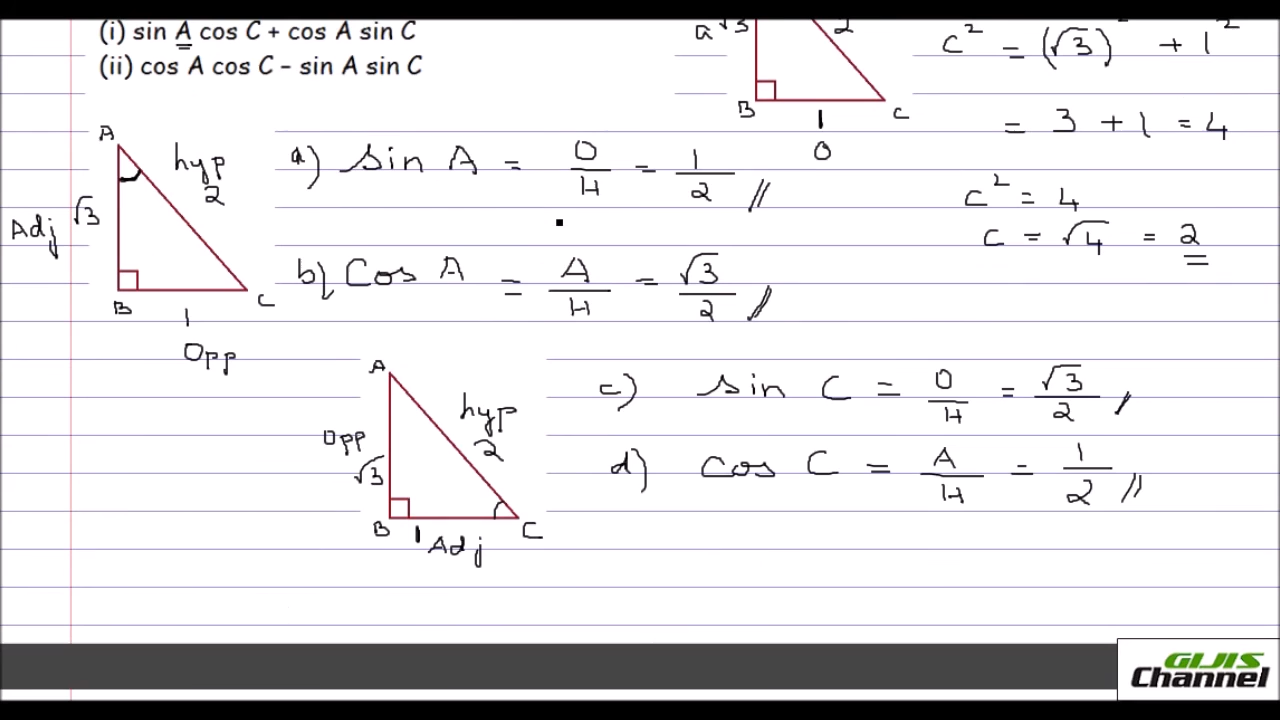 (i) sin A cos C + cos A sin C
(ii) cos A cos C – sin A sin C
a √3
2
B
1
C
O
c² = (√3)² + 1²
= 3 + 1 = 4
c² = 4
c = √4 = 2
A
hyp
2
Adj √3
B
1
C
Opp
a) sin A = O/H = 1/2 //
b) Cos A = A/H = √3/2 //
A
hyp
2
Opp
√3
B
1
Adj
C
c) sin C = O/H = √3/2 //
d) cos C = A/H = 1/2 //
GIJIS
Channel